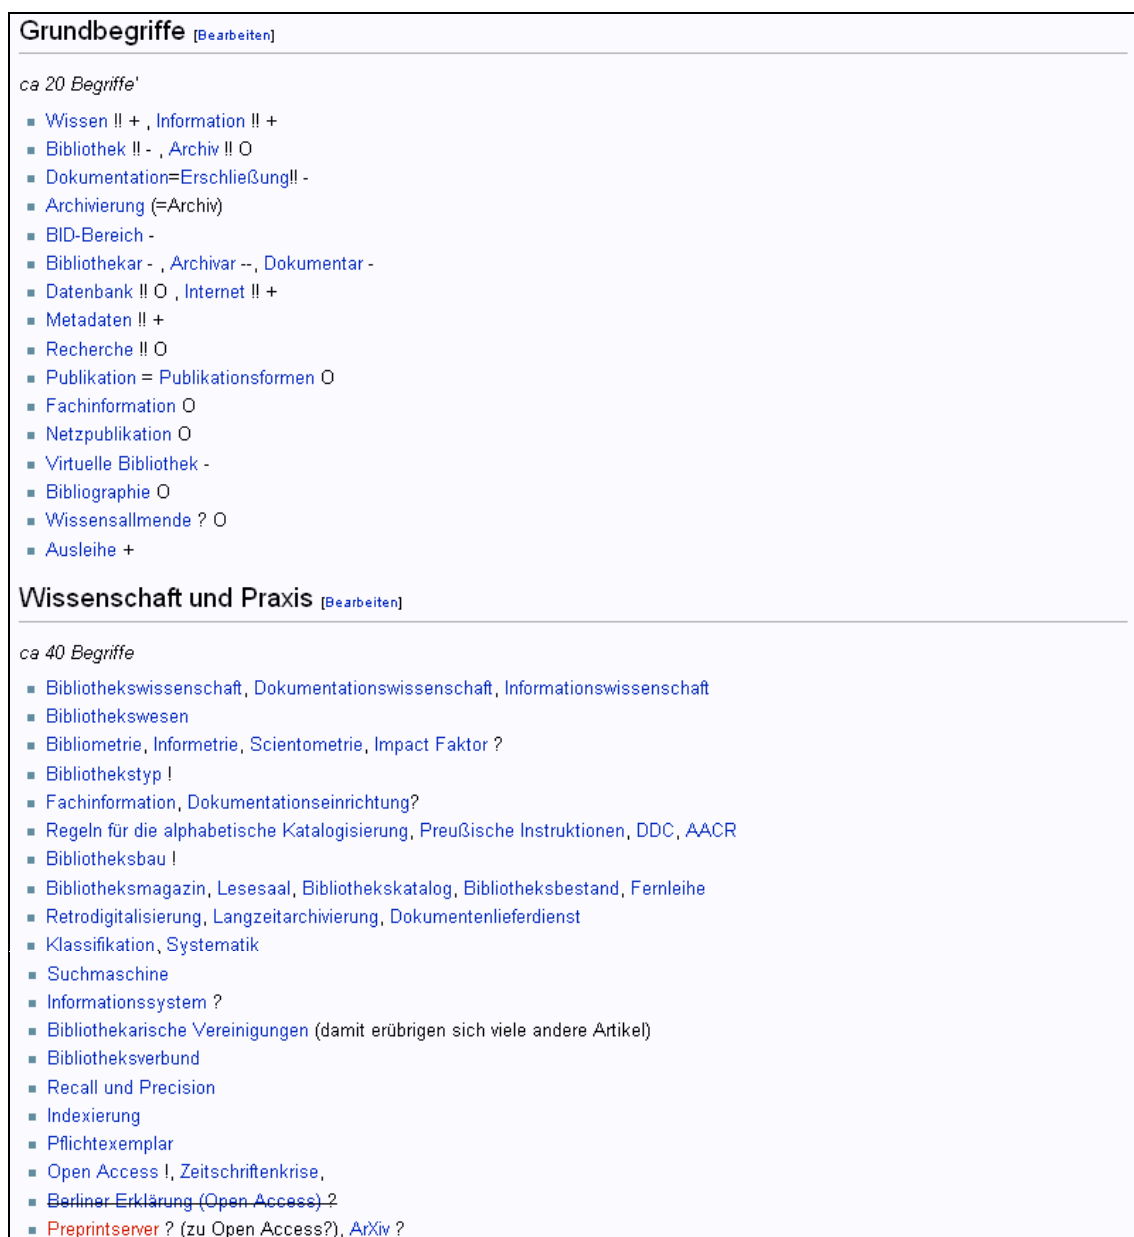 Grundbegriffe [Bearbeiten]
ca 20 Begriffe'
Wissen !! + , Information !! +
Bibliothek !! - , Archiv !! O
Dokumentation=Erschließung!! -
Archivierung (=Archiv)
BID-Bereich -
Bibliothekar - , Archivar --, Dokumentar -
Datenbank !! O , Internet !! +
Metadaten !! +
Recherche !! O
Publikation = Publikationsformen O
Fachinformation O
Netzpublikation O
Virtuelle Bibliothek -
Bibliographie O
Wissensallmende ? O
Ausleihe +
Wissenschaft und Praxis [Bearbeiten]
ca 40 Begriffe
Bibliothekswissenschaft, Dokumentationswissenschaft, Informationswissenschaft
Bibliothekswesen
Bibliometrie, Informetrie, Scientometrie, Impact Faktor ?
Bibliothekstyp !
Fachinformation, Dokumentationseinrichtung?
Regeln für die alphabetische Katalogisierung, Preußische Instruktionen, DDC, AACR
Bibliotheksbau !
Bibliotheksmagazin, Lesesaal, Bibliothekskatalog, Bibliotheksbestand, Fernleihe
Retrodigitalisierung, Langzeitarchivierung, Dokumentenlieferdienst
Klassifikation, Systematik
Suchmaschine
Informationssystem ?
Bibliothekarische Vereinigungen (damit erübrigen sich viele andere Artikel)
Bibliotheksverbund
Recall und Precision
Indexierung
Pflichtexemplar
Open Access !, Zeitschriftenkrise,
Berliner Erklärung (Open Access) ?
Preprintserver ? (zu Open Access?), ArXiv ?